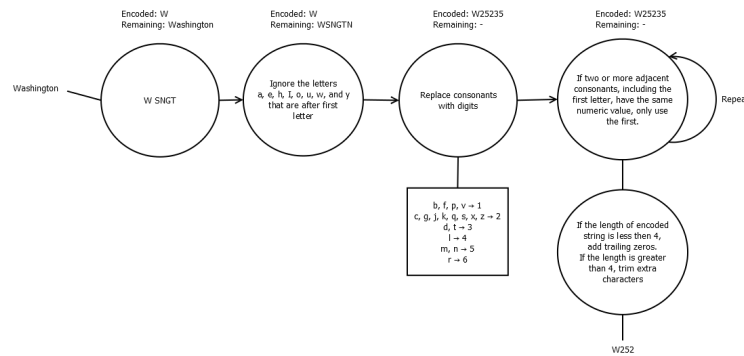 Encoded: W
Remaining: Washington
Encoded: W
Remaining: WSNGTN
Encoded: W25235
Remaining: -
Encoded: W25235
Remaining: -
Washington
W SNGT
Ignore the letters
a, e, h, I, o, u, w, and y
that are after first
letter
Replace consonants
with digits
If two or more adjacent
consonants, including the
first letter, have the same
numeric value, only use
the first.
Repea
b, f, p, v → 1
c, g, j, k, q, s, x, z → 2
d, t → 3
l → 4
m, n → 5
r → 6
If the length of encoded
string is less then 4,
add trailing zeros.
If the length is greater
than 4, trim extra
characters
W252